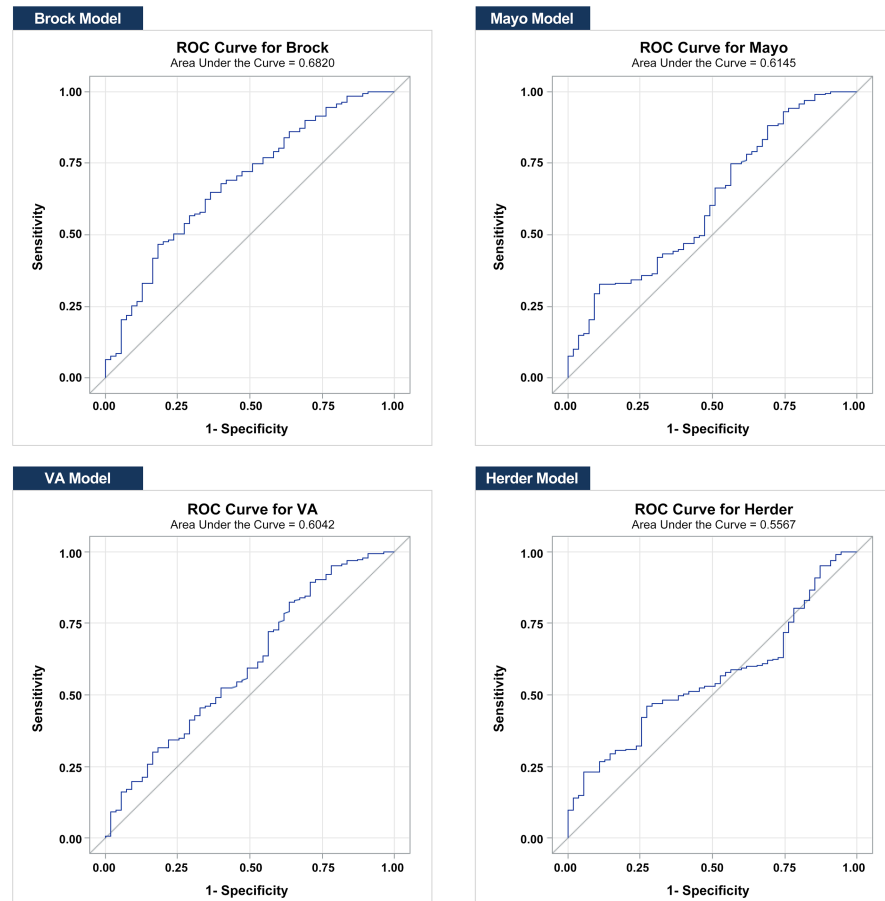 Brock Model
ROC Curve for Brock
Area Under the Curve = 0.6820
1.00
0.75
0.50
0.25
0.00
Sensitivity
0.00 0.25 0.50 0.75 1.00
1- Specificity
Mayo Model
ROC Curve for Mayo
Area Under the Curve = 0.6145
1.00
0.75
0.50
0.25
0.00
Sensitivity
0.00 0.25 0.50 0.75 1.00
1- Specificity
VA Model
ROC Curve for VA
Area Under the Curve = 0.6042
1.00
0.75
0.50
0.25
0.00
Sensitivity
0.00 0.25 0.50 0.75 1.00
1- Specificity
Herder Model
ROC Curve for Herder
Area Under the Curve = 0.5567
1.00
0.75
0.50
0.25
0.00
Sensitivity
0.00 0.25 0.50 0.75 1.00
1- Specificity